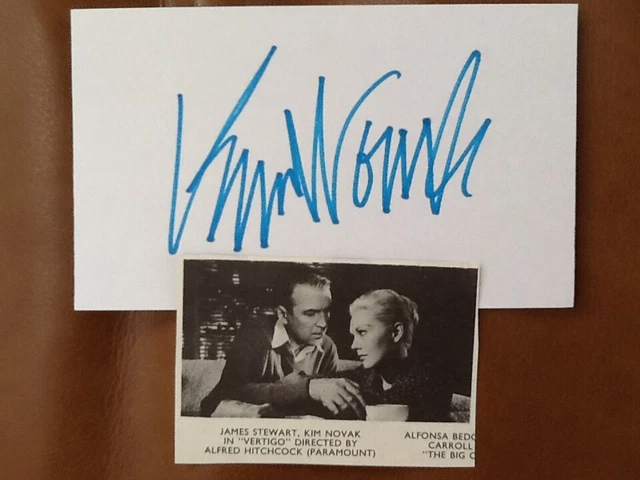 Kim Novak
JAMES STEWART, KIM NOVAK
IN "VERTIGO" DIRECTED BY
ALFRED HITCHCOCK (PARAMOUNT)
ALFONSA BEDO
CARROLL
"THE BIG C